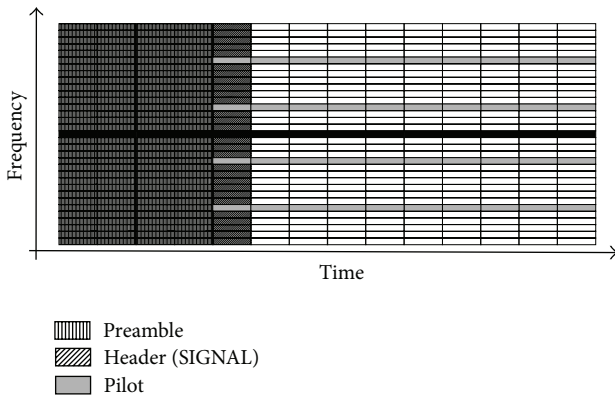 Frequency
Time
Preamble
Header (SIGNAL)
Pilot